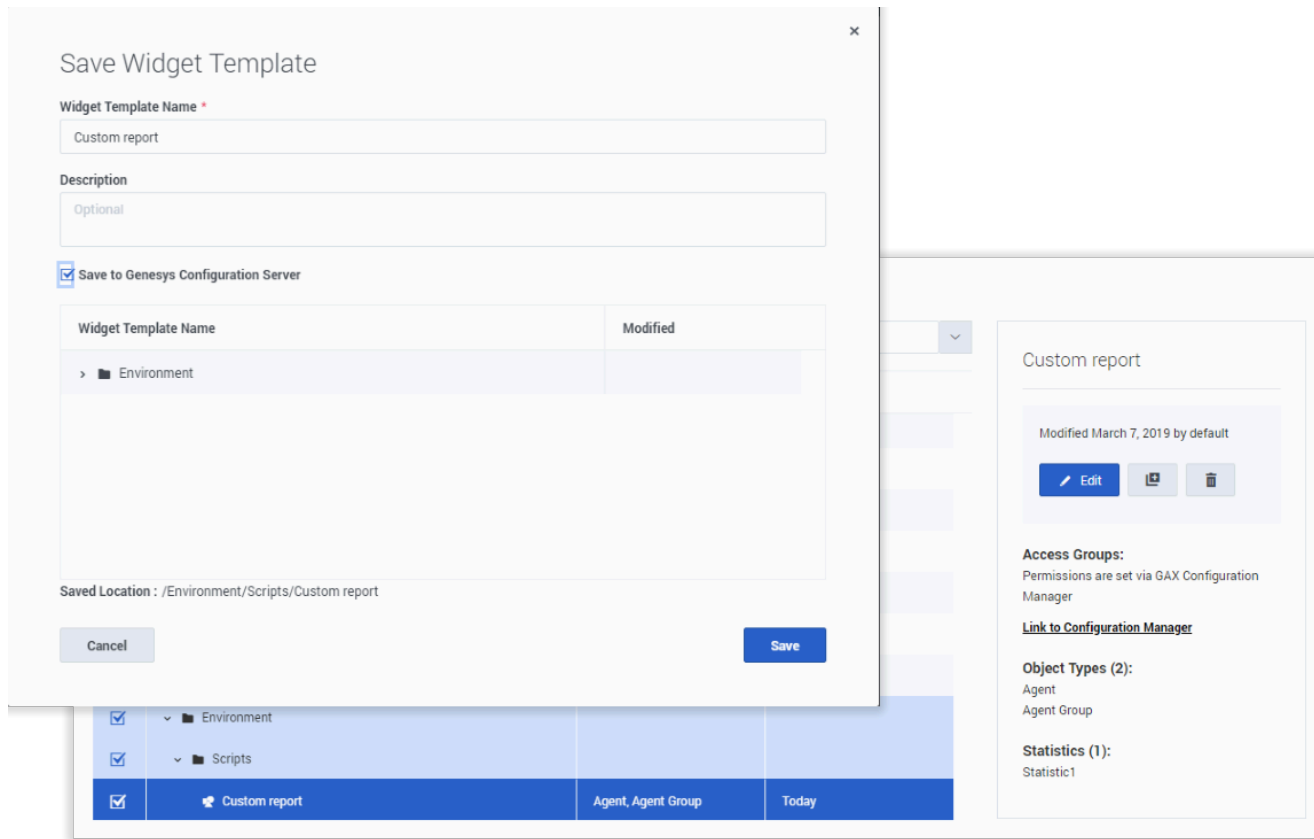 ×
Save Widget Template
Widget Template Name *
Custom report
Description
Optional
Save to Genesys Configuration Server
Widget Template Name Modified
Environment
Saved Location : /Environment/Scripts/Custom report
Cancel Save
Environment
Scripts
Custom report Agent, Agent Group Today
Custom report
Modified March 7, 2019 by default
Edit
Access Groups:
Permissions are set via GAX Configuration
Manager
Link to Configuration Manager
Object Types (2):
Agent
Agent Group
Statistics (1):
Statistic1